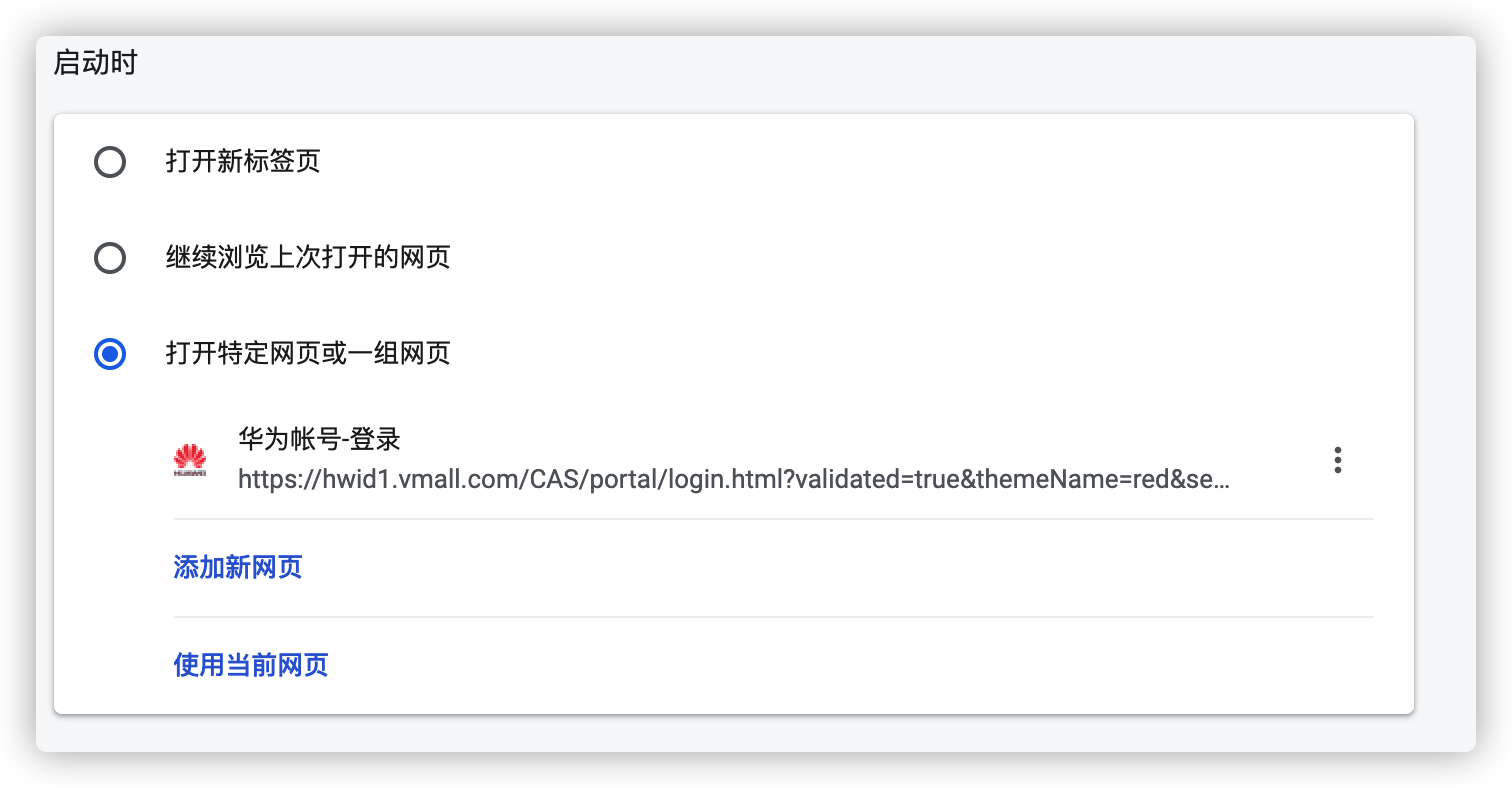 启动时
打开新标签页
继续浏览上次打开的网页
打开特定网页或一组网页
华为帐号-登录
HUAWEI
https://hwid1.vmall.com/CAS/portal/login.html?validated=true&themeName=red&se...
添加新网页
使用当前网页